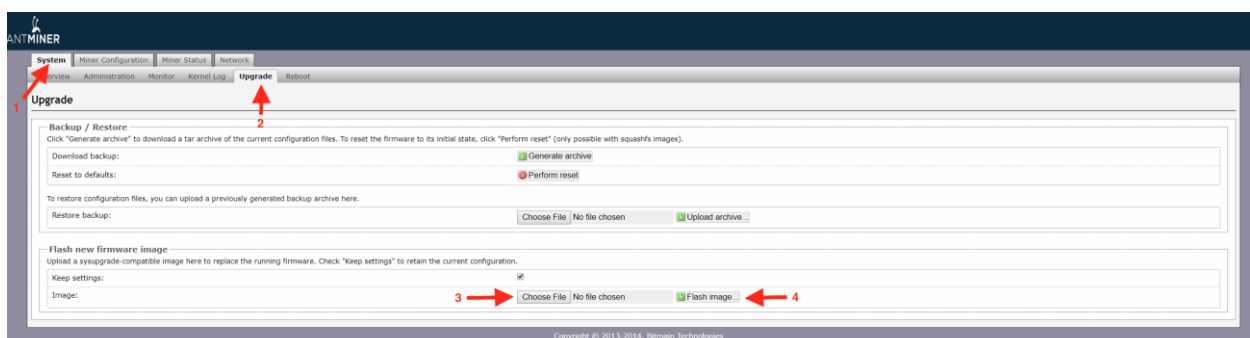 ANTMINER
System Miner Configuration Miner Status Network
Overview Administration Monitor Kernel Log Upgrade Reboot
1
2
Upgrade
Backup / Restore
Click "Generate archive" to download a tar archive of the current configuration files. To reset the firmware to its initial state, click "Perform reset" (only possible with squashfs images).
Download backup: Generate archive
Reset to defaults: Perform reset
To restore configuration files, you can upload a previously generated backup archive here.
Restore backup: Choose File No file chosen Upload archive...
Flash new firmware image
Upload a sysupgrade-compatible image here to replace the running firmware. Check "Keep settings" to retain the current configuration.
Keep settings:
Image: 3 Choose File No file chosen Flash image... 4
Copyright © 2013-2014, Bitmain Technologies